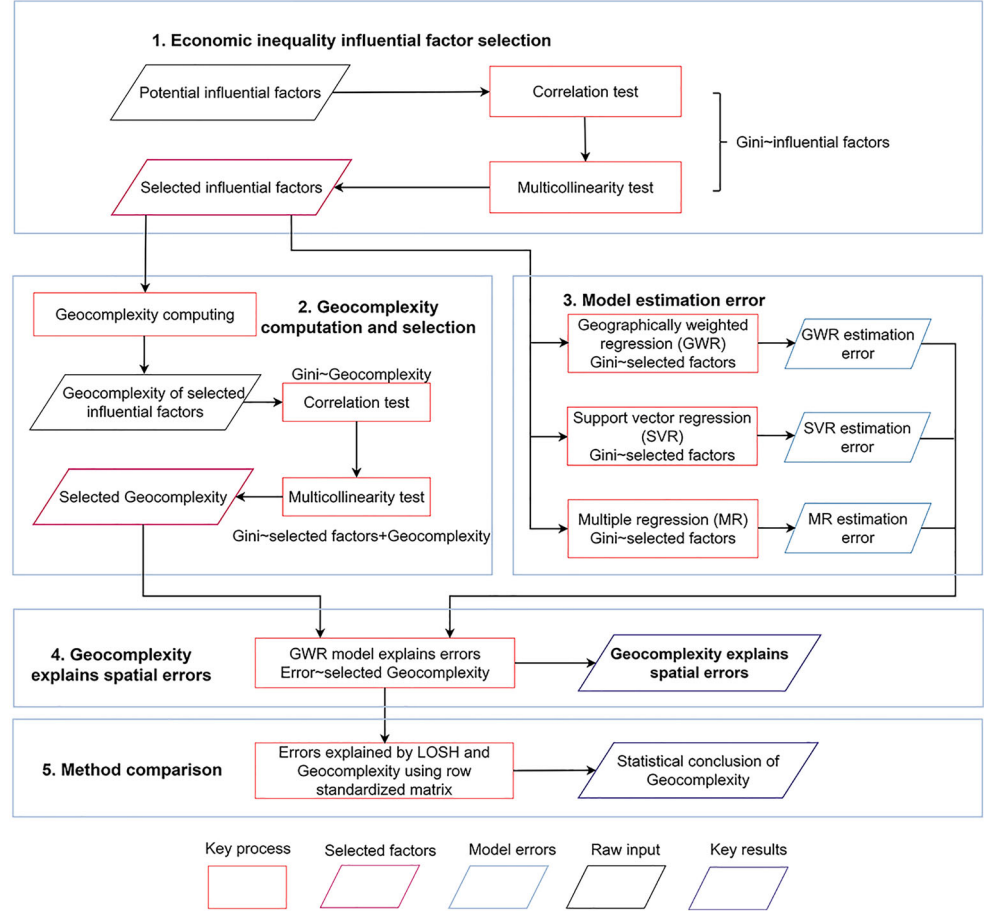 1. Economic inequality influential factor selection
Potential influential factors
Correlation test
Gini~influential factors
Selected influential factors
Multicollinearity test
2. Geocomplexity
computation and selection
Geocomplexity computing
Gini~Geocomplexity
Geocomplexity of selected
influential factors
Correlation test
Selected Geocomplexity
Multicollinearity test
Gini~selected factors+Geocomplexity
3. Model estimation error
Geographically weighted
regression (GWR)
Gini~selected factors
GWR estimation
error
Support vector regression
(SVR)
Gini~selected factors
SVR estimation
error
Multiple regression (MR)
Gini~selected factors
MR estimation
error
4. Geocomplexity
explains spatial errors
GWR model explains errors
Error~selected Geocomplexity
Geocomplexity explains
spatial errors
5. Method comparison
Errors explained by LOSH and
Geocomplexity using row
standardized matrix
Statistical conclusion of
Geocomplexity
Key process
Selected factors
Model errors
Raw input
Key results